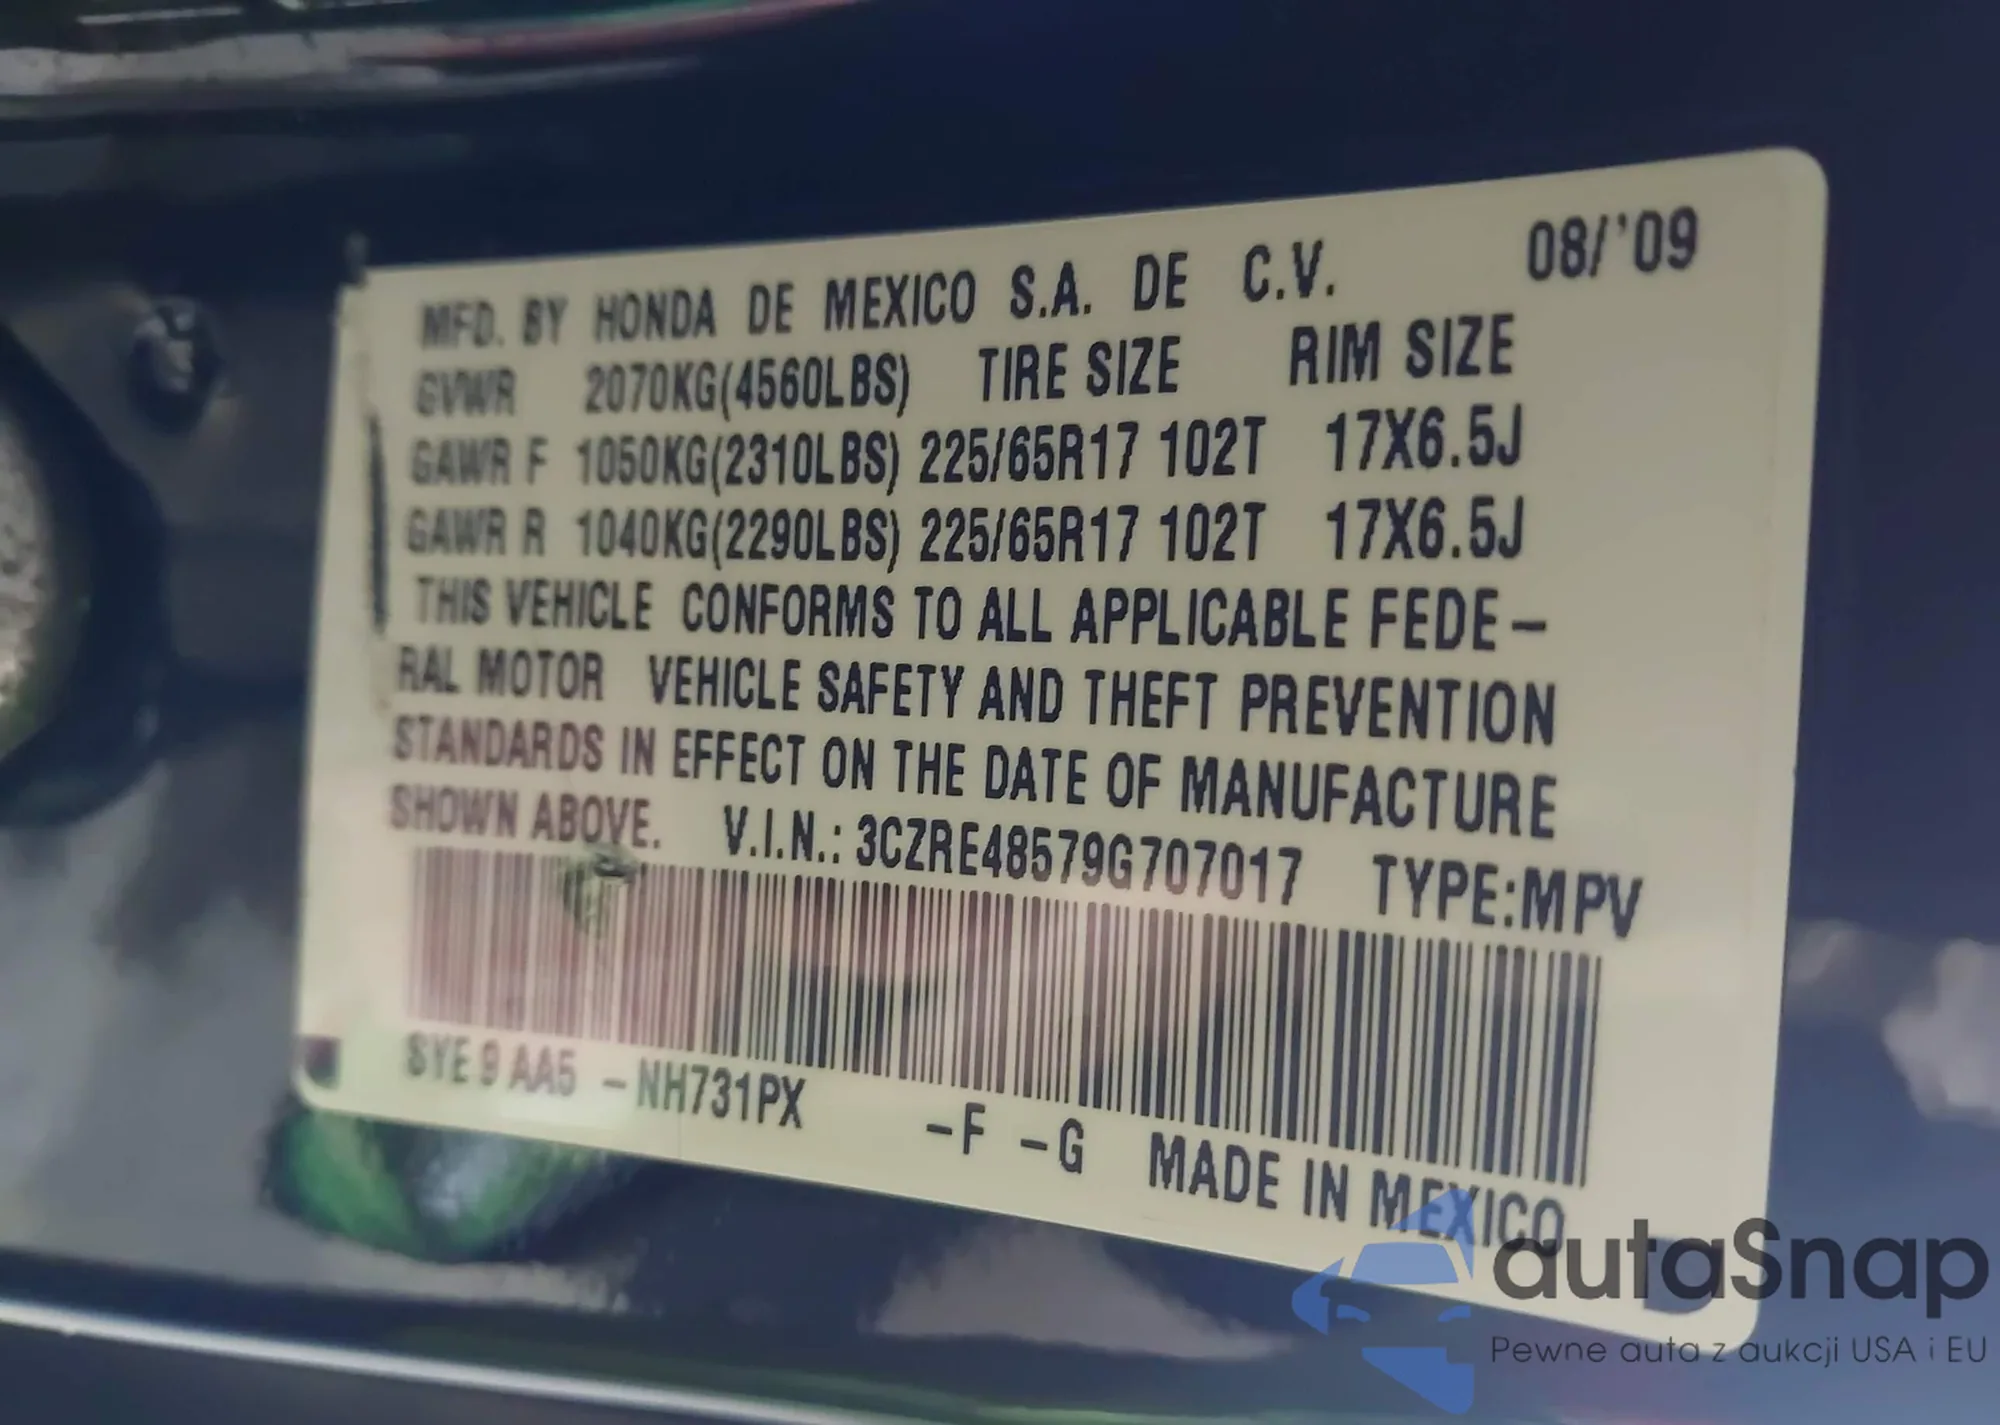 MFD. BY HONDA DE MEXICO S.A. DE C.V. 08/'09
GVWR 2070KG(4560LBS) TIRE SIZE RIM SIZE
GAWR F 1050KG(2310LBS) 225/65R17 102T 17X6.5J
GAWR R 1040KG(2290LBS) 225/65R17 102T 17X6.5J
THIS VEHICLE CONFORMS TO ALL APPLICABLE FEDE-
RAL MOTOR VEHICLE SAFETY AND THEFT PREVENTION
STANDARDS IN EFFECT ON THE DATE OF MANUFACTURE
SHOWN ABOVE. V.I.N.: 3CZRE48579G707017 TYPE:MPV
SYE 9 AA5 -NH731PX -F -G MADE IN MEXICO
autaSnap
Pewne auta z aukcji USA i EU